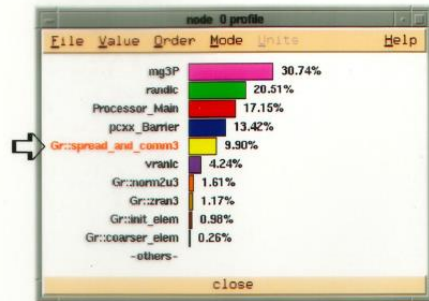 node 0 profile
File Value Order Mode Units Help
mg3P 30.74%
randlc 20.51%
Processor_Main 17.15%
pcxx_Barrier 13.42%
Gr::spread_and_comm3 9.90%
vranlc 4.24%
Gr::norm2u3 1.61%
Gr::zran3 1.17%
Gr::init_elem 0.98%
Gr::coarser_elem 0.26%
-others-
close